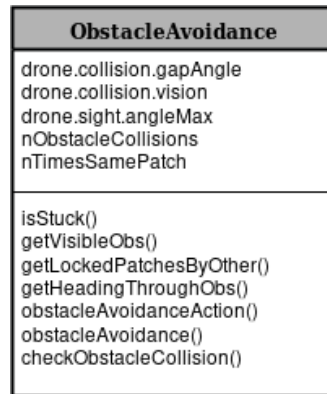 ObstacleAvoidance
drone.collision.gapAngle
drone.collision.vision
drone.sight.angleMax
nObstacleCollisions
nTimesSamePatch
isStuck()
getVisibleObs()
getLockedPatchesByOther()
getHeadingThroughObs()
obstacleAvoidanceAction()
obstacleAvoidance()
checkObstacleCollision()